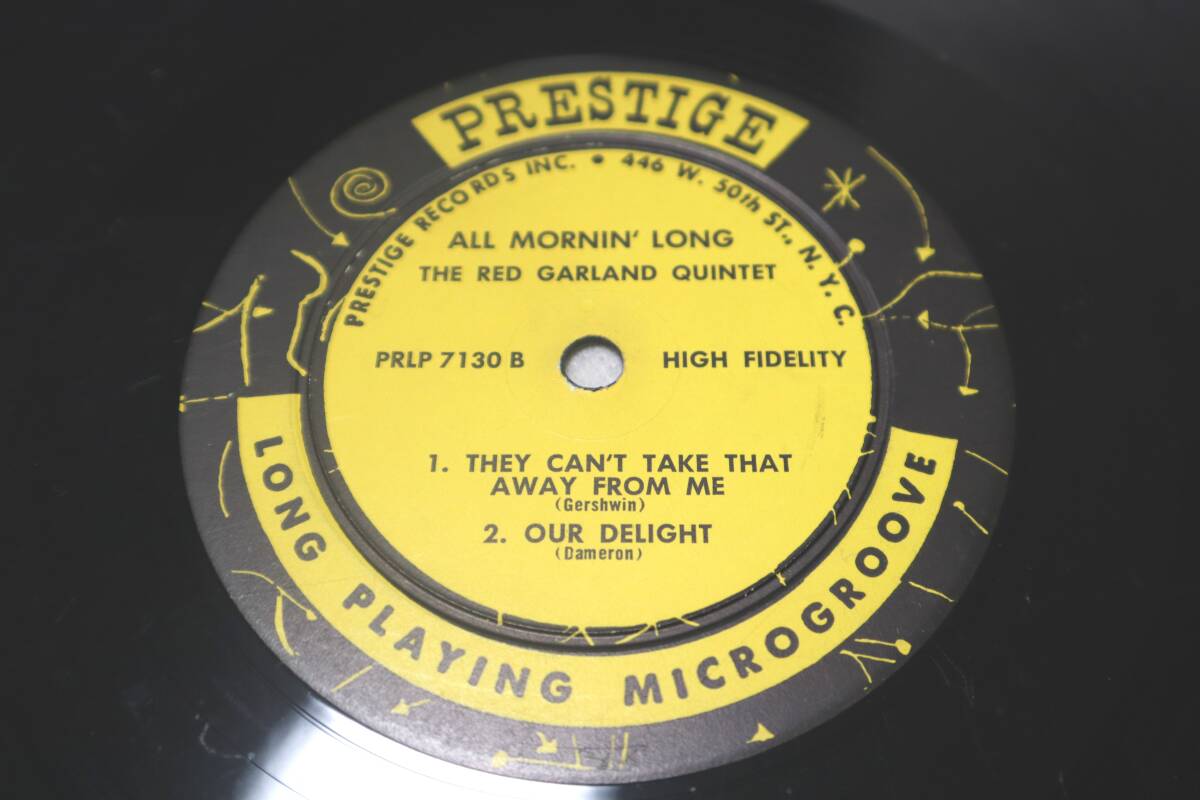 PRESTIGE
PRESTIGE RECORDS INC. • 446 W. 50th ST., N.Y.C.
ALL MORNIN' LONG
THE RED GARLAND QUINTET
PRLP 7130 B HIGH FIDELITY
1. THEY CAN'T TAKE THAT
AWAY FROM ME
(Gershwin)
2. OUR DELIGHT
(Dameron)
LONG PLAYING MICROGROOVE